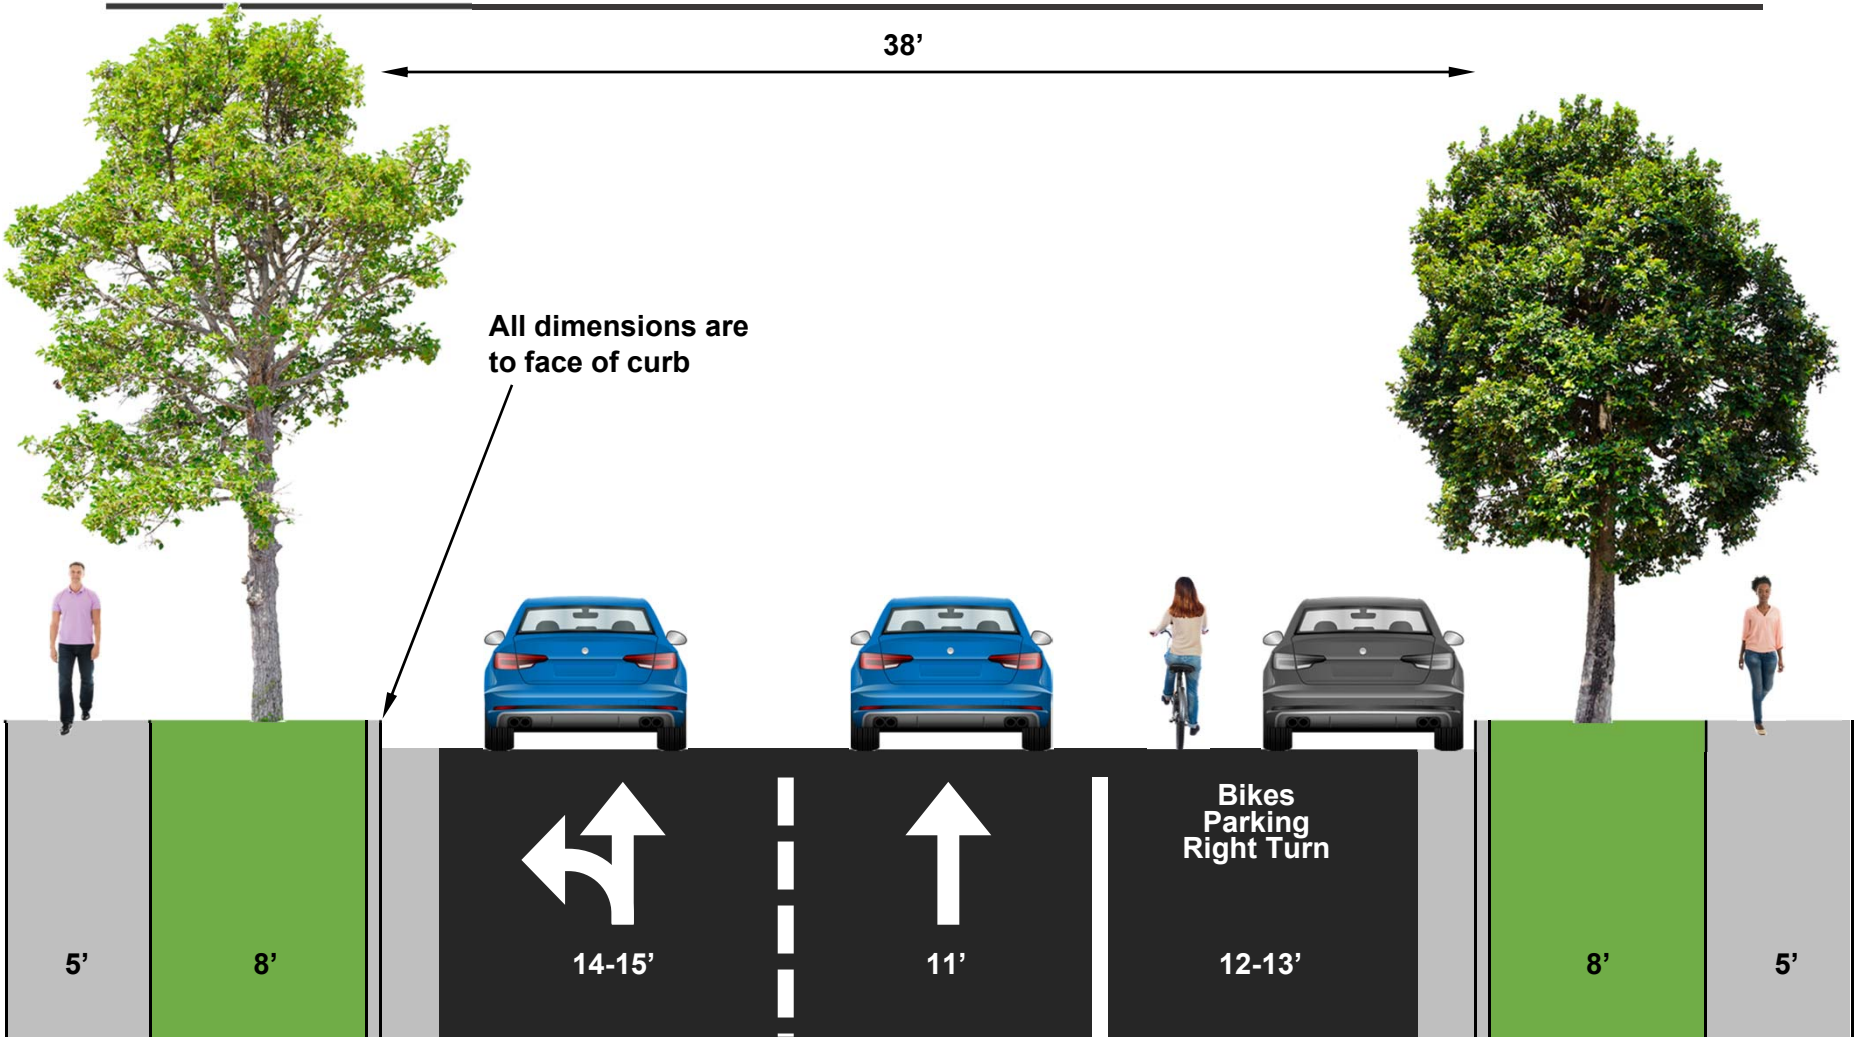 38’
All dimensions are
to face of curb
Bikes
Parking
Right Turn
5’
8’
14-15’
11’
12-13’
8’
5’